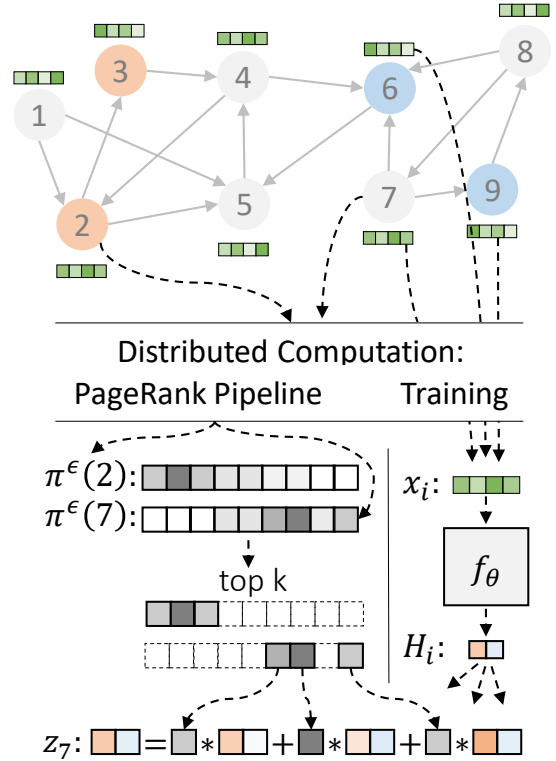 3
4
8
1
6
2
5
7
9
Distributed Computation:
PageRank Pipeline Training
π^ϵ(2):
π^ϵ(7):
x_i:
top k
f_θ
H_i:
z_7: = * + * + *